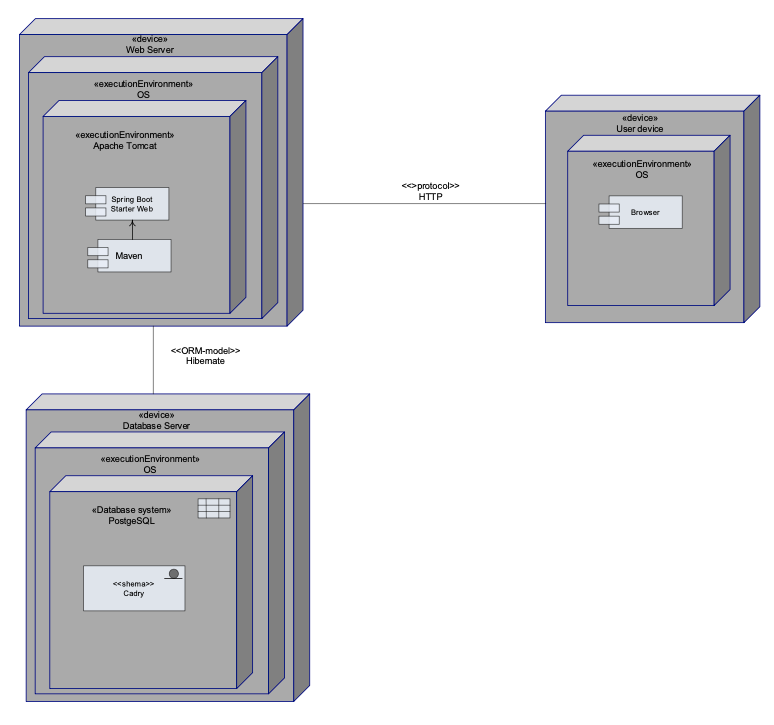 «device»
Web Server
«executionEnvironment»
OS
«executionEnvironment»
Apache Tomcat
Spring Boot
Starter Web
Maven
<<>protocol>>
HTTP
«device»
User device
«executionEnvironment»
OS
Browser
<<ORM-model>>
Hibernate
«device»
Database Server
«executionEnvironment»
OS
«Database system»
PostgeSQL
<<shema>>
Cadry